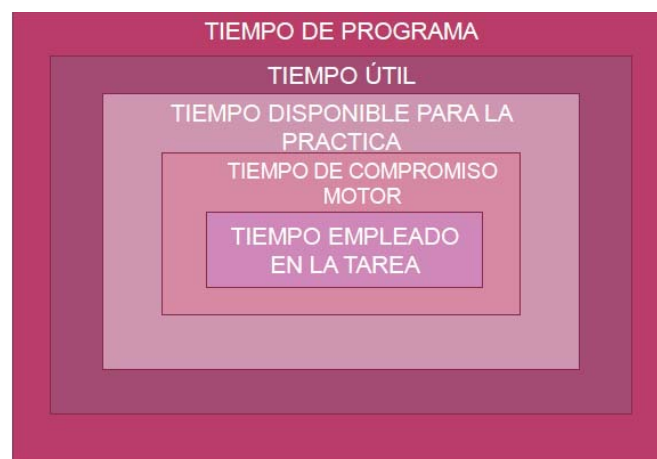 TIEMPO DE PROGRAMA
TIEMPO ÚTIL
TIEMPO DISPONIBLE PARA LA
PRACTICA
TIEMPO DE COMPROMISO
MOTOR
TIEMPO EMPLEADO
EN LA TAREA